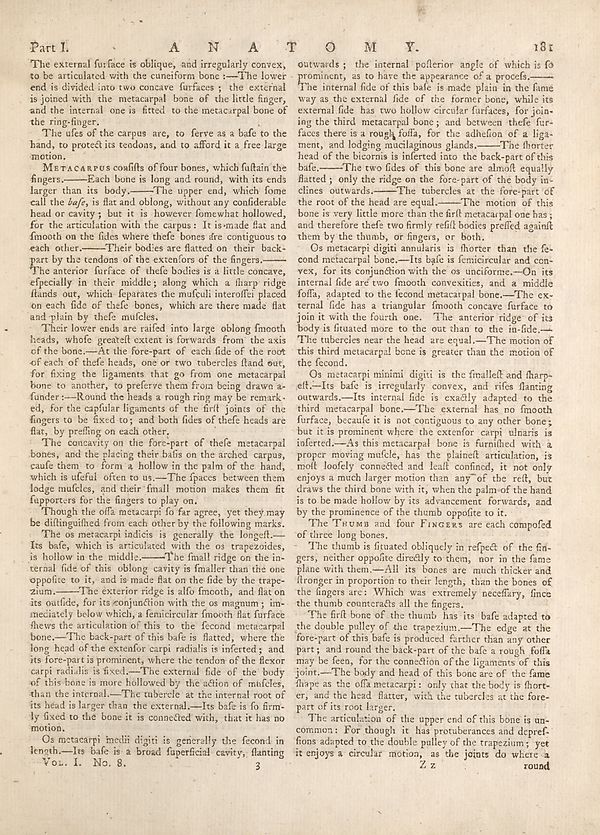 Part I. A N A T O M Y. 181
The external ſurface is oblique, and irregularly convex,
to be articulated with the cuneiform bone :—The lower
end is divided into two concave ſurfaces ; the external
is joined with the metacarpal bone of the little finger,
and the internal one is fitted to the metacarpal bone of
the ring-finger.
The uſes of the carpus are, to ſerve as a baſe to the
hand, to protect its tendons, and to afford it a free large
motion.
METACARPUS conſiſts of four bones, which ſuſtain the
fingers.——Each bone is long and round, with its ends
larger than its body.——The upper end, which ſome
call the baſe, is flat and oblong, without any conſiderable
head or cavity ; but it is however ſomewhat hollowed,
for the articulation with the carpus : It is made flat and
ſmooth on the ſides where theſe bones are contiguous to
each other.——Their bodies are flatted on their back-
part by the tendons of the extenſors of the fingers.——
The anterior ſurface of theſe bodies is a little concave,
eſpecially in their middle ; along which a ſharp ridge
ſtands out, which ſeparates the muſculi interoſſei placed
on each ſide of theſe bones, which are there made flat
and plain by theſe muſcles.
Their lower ends are raiſed into large oblong ſmooth
heads, whoſe greateſt extent is forwards from the axis
of the bone.—At the fore-part of each ſide of the root
of each of theſe heads, one or two tubercles ſtand out,
for fixing the ligaments that go from one metacarpal
bone to another, to preſerve them from being drawn a-
ſunder :—Round the heads a rough ring may be remark-
ed, for the capſular ligaments of the firſt joints of the
fingers to be fixed to ; and both ſides of theſe heads are
flat, by preſſing on each other.
The concavity on the fore-part of theſe metacarpal
bones, and the placing their baſis on the arched carpus,
cauſe them to form a hollow in the palm of the hand,
which is uſeful often to us.—The ſpaces between them
lodge muſcles, and their ſmall motion makes them fit
ſupporters for the fingers to play on.
Though the oſſa metacarpi ſo far agree, yet they may
be diſtinguiſhed from each other by the following marks.
The os metacarpi indicis is generally the longeſt.—
Its baſe, which is articulated with the os trapezoides,
is hollow in the middle.——The ſmall ridge on the in-
ternal ſide of this oblong cavity is ſmaller than the one
oppoſite to it, and is made flat on the ſide by the trape-
zium.——The exterior ridge is alſo ſmooth, and flat on
its outſide, for its conjunction with the os magnum ; im-
mediately below which, a ſemicircular ſmooth flat ſurface
ſhews the articulation of this to the ſecond metacarpal
bone.—The back-part of this baſe is flatted, where the
long head of the extenſor carpi radialis is inſerted ; and
its fore-part is prominent, where the tendon of the flexor
carpi radialis is fixed.—The external ſide of the body
of this bone is more hollowed by the action of muſcles,
than the internal.—The tubercle at the internal root of
its head is larger than the external.—Its baſe is ſo firm-
ly fixed to the bone it is connected with, that it has no
motion.
Os metacarpi medii digiti is generally the ſecond in
length.—Its baſe is a broad ſuperficial cavity, ſlanting
VOL. I. No. 8. 3
outwards ; the internal poſterior angle of which is ſo
prominent, as to have the appearance of a proceſs.——
The internal ſide of this baſe is made plain in the ſame
way as the external ſide of the former bone, while its
external ſide has two hollow circular ſurfaces, for join-
ing the third metacarpal bone ; and between theſe ſur-
faces there is a rough foſſa, for the adheſion of a liga-
ment, and lodging mucilaginous glands.——The ſhorter
head of the bicornis is inſerted into the back-part of this
baſe.——The two ſides of this bone are almoſt equally
flatted ; only the ridge on the fore-part of the body in-
clines outwards.——The tubercles at the fore-part of
the root of the head are equal.——The motion of this
bone is very little more than the firſt metacarpal one has ;
and therefore theſe two firmly reſiſt bodies preſſed againſt
them by the thumb, or fingers, or both.
Os metacarpi digiti annularis is ſhorter than the ſe-
cond metacarpal bone.—Its baſe is ſemicircular and con-
vex, for its conjunction with the os unciforme.—On its
internal ſide are two ſmooth convexities, and a middle
foſſa, adapted to the ſecond metacarpal bone.—The ex-
ternal ſide has a triangular ſmooth concave ſurface to
join it with the fourth one. The anterior ridge of its
body is ſituated more to the out than to the in-ſide.—
The tubercles near the head are equal.—The motion of
this third metacarpal bone is greater than the motion of
the ſecond.
Os metacarpi minimi digiti is the ſmalleſt and ſharp-
eſt.—Its baſe is irregularly convex, and riſes ſlanting
outwards.—Its internal ſide is exactly adapted to the
third metacarpal bone.—The external has no ſmooth
ſurface, becauſe it is not contiguous to any other bone ;
but it is prominent where the extenſor carpi ulnaris is
inſerted.—As this metacarpal bone is furniſhed with a
proper moving muſcle, has the plaineſt articulation, is
moſt looſely connected and leaſt confined, it not only
enjoys a much larger motion than any of the reſt, but
draws the third bone with it, when the palm of the hand
is to be made hollow by its advancement forwards, and
by the prominence of the thumb oppoſite to it.
The THUMB and four FINGERS are each compoſed
of three long bones.
The thumb is ſituated obliquely in reſpect of the fin-
gers, neither oppoſite directly to them, nor in the ſame
plane with them.—All its bones are much thicker and
ſtronger in proportion to their length, than the bones of
the fingers are : Which was extremely neceſſary, ſince
the thumb counteracts all the fingers.
The firſt bone of the thumb has its baſe adapted to
the double pulley of the trapezium.—The edge at the
fore-part of this baſe is produced farther than any other
part ; and round the back-part of the baſe a rough foſſa
may be ſeen, for the connection of the ligaments of this
joint.—The body and head of this bone are of the ſame
ſhape as the oſſa metacarpi : only that the body is ſhort-
er, and the head flatter, with the tubercles at the fore-
part of its root larger.
The articulation of the upper end of this bone is un-
common : For though it has protuberances and depreſ-
ſions adapted to the double pulley of the trapezium ; yet
it enjoys a circular motion, as the joints do where a
Z z round